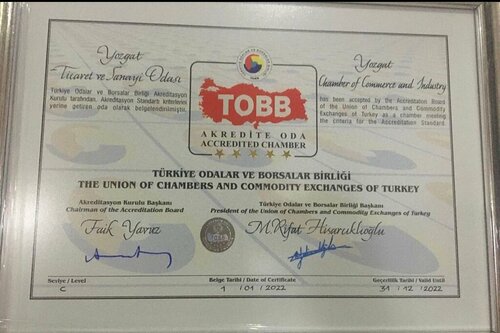 Yozgat
Ticaret ve Sanayi Odası
Türkiye Odalar ve Borsalar Birliği Akreditasyon
Kurulu tarafından, Akreditasyon Standartı kriterlerini
yerine getiren oda olarak belgelendirilmiştir.
TOBB
AKREDİTE ODA
ACCREDITED CHAMBER
Yozgat
Chamber of Commerce and Industry
has been accepted by the Accreditation Board
of the Union of Chambers and Commodity
Exchanges of Turkey as a chamber meeting
the criteria for the Accreditation Standard.
TÜRKİYE ODALAR VE BORSALAR BİRLİĞİ
THE UNION OF CHAMBERS AND COMMODITY EXCHANGES OF TURKEY
Akreditasyon Kurulu Başkanı
Chairman of the Accreditation Board
Faik Yavuz
Türkiye Odalar ve Borsalar Birliği Başkanı
President of the Union of Chambers and Commodity Exchanges of Turkey
M.Rifat Hisarcıklıoğlu
Seviye / Level
C
Belge Tarihi / Date of Certificate
1 / 01 / 2022
Geçerlilik Tarihi / Valid Until
31 / 12 / 2022